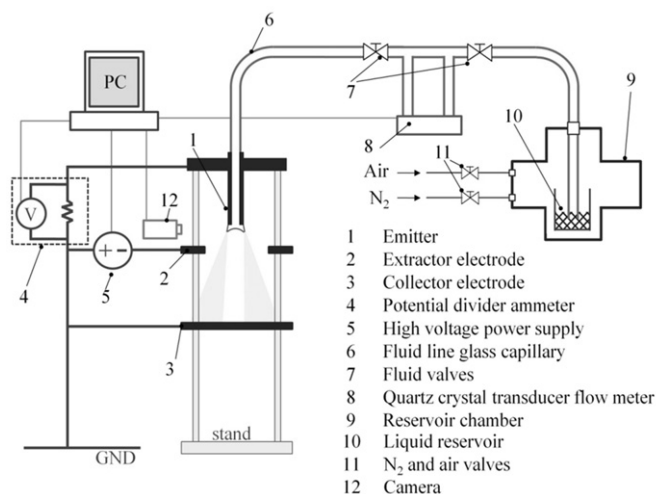 6
PC
7
9
8
10
1
Air
11
N₂
12
V
+ -
2
4
5
3
stand
GND
1 Emitter
2 Extractor electrode
3 Collector electrode
4 Potential divider ammeter
5 High voltage power supply
6 Fluid line glass capillary
7 Fluid valves
8 Quartz crystal transducer flow meter
9 Reservoir chamber
10 Liquid reservoir
11 N₂ and air valves
12 Camera